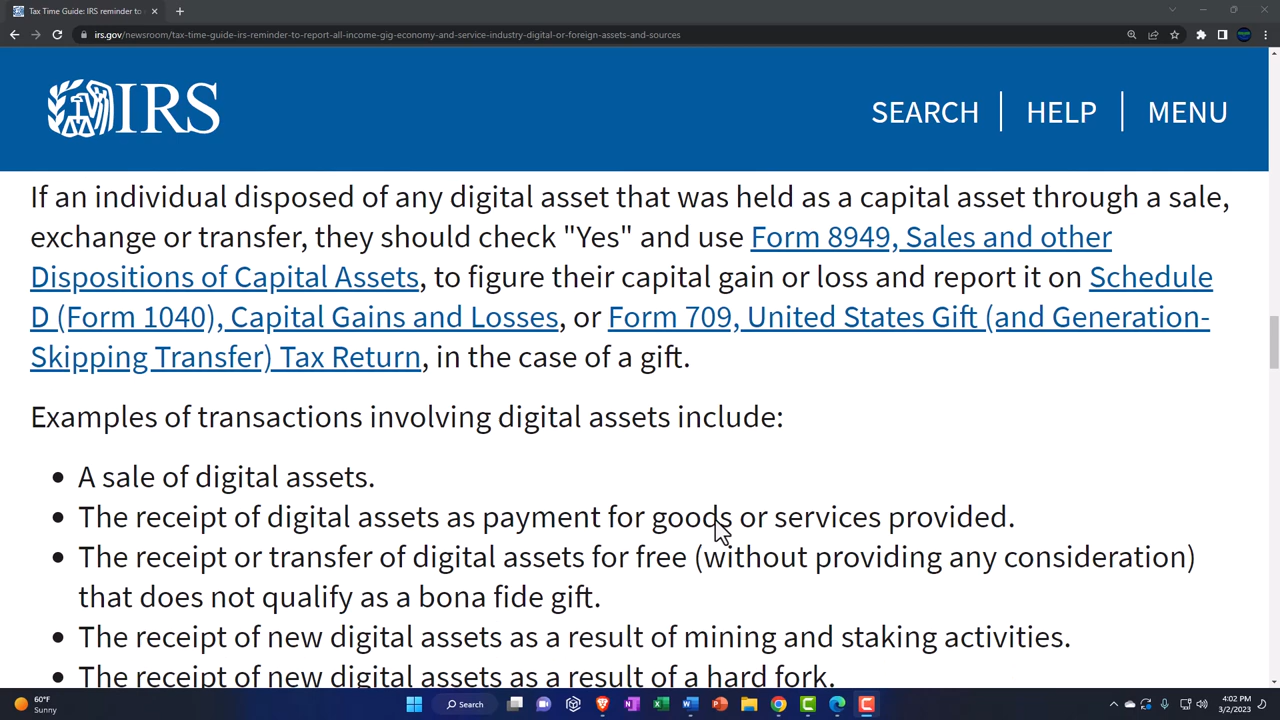 Tax Time Guide: IRS reminder to
irs.gov/newsroom/tax-time-guide-irs-reminder-to-report-all-income-gig-economy-and-service-industry-digital-or-foreign-assets-and-sources
IRS
SEARCH
HELP
MENU
If an individual disposed of any digital asset that was held as a capital asset through a sale,
exchange or transfer, they should check "Yes" and use Form 8949, Sales and other
Dispositions of Capital Assets, to figure their capital gain or loss and report it on Schedule
D (Form 1040), Capital Gains and Losses, or Form 709, United States Gift (and Generation-
Skipping Transfer) Tax Return, in the case of a gift.
Examples of transactions involving digital assets include:
• A sale of digital assets.
• The receipt of digital assets as payment for goods or services provided.
• The receipt or transfer of digital assets for free (without providing any consideration)
that does not qualify as a bona fide gift.
• The receipt of new digital assets as a result of mining and staking activities.
• The receipt of new digital assets as a result of a hard fork.
60°F
Sunny
Search
4:02 PM
3/2/2023